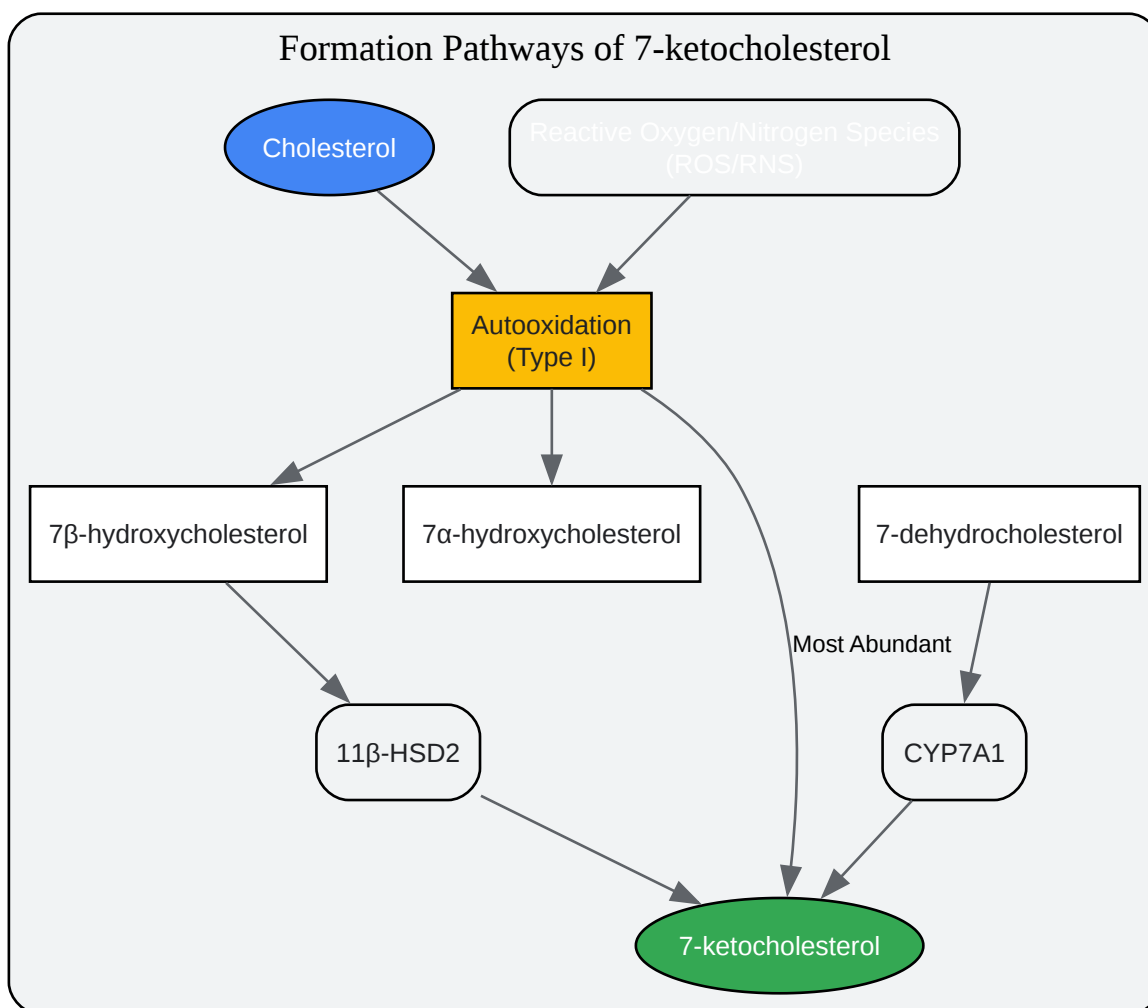 Formation Pathways of 7-ketocholesterol
Cholesterol
Reactive Oxygen/Nitrogen Species
(ROS/RNS)
Autooxidation
(Type I)
7β-hydroxycholesterol
7α-hydroxycholesterol
7-dehydrocholesterol
Most Abundant
11β-HSD2
CYP7A1
7-ketocholesterol